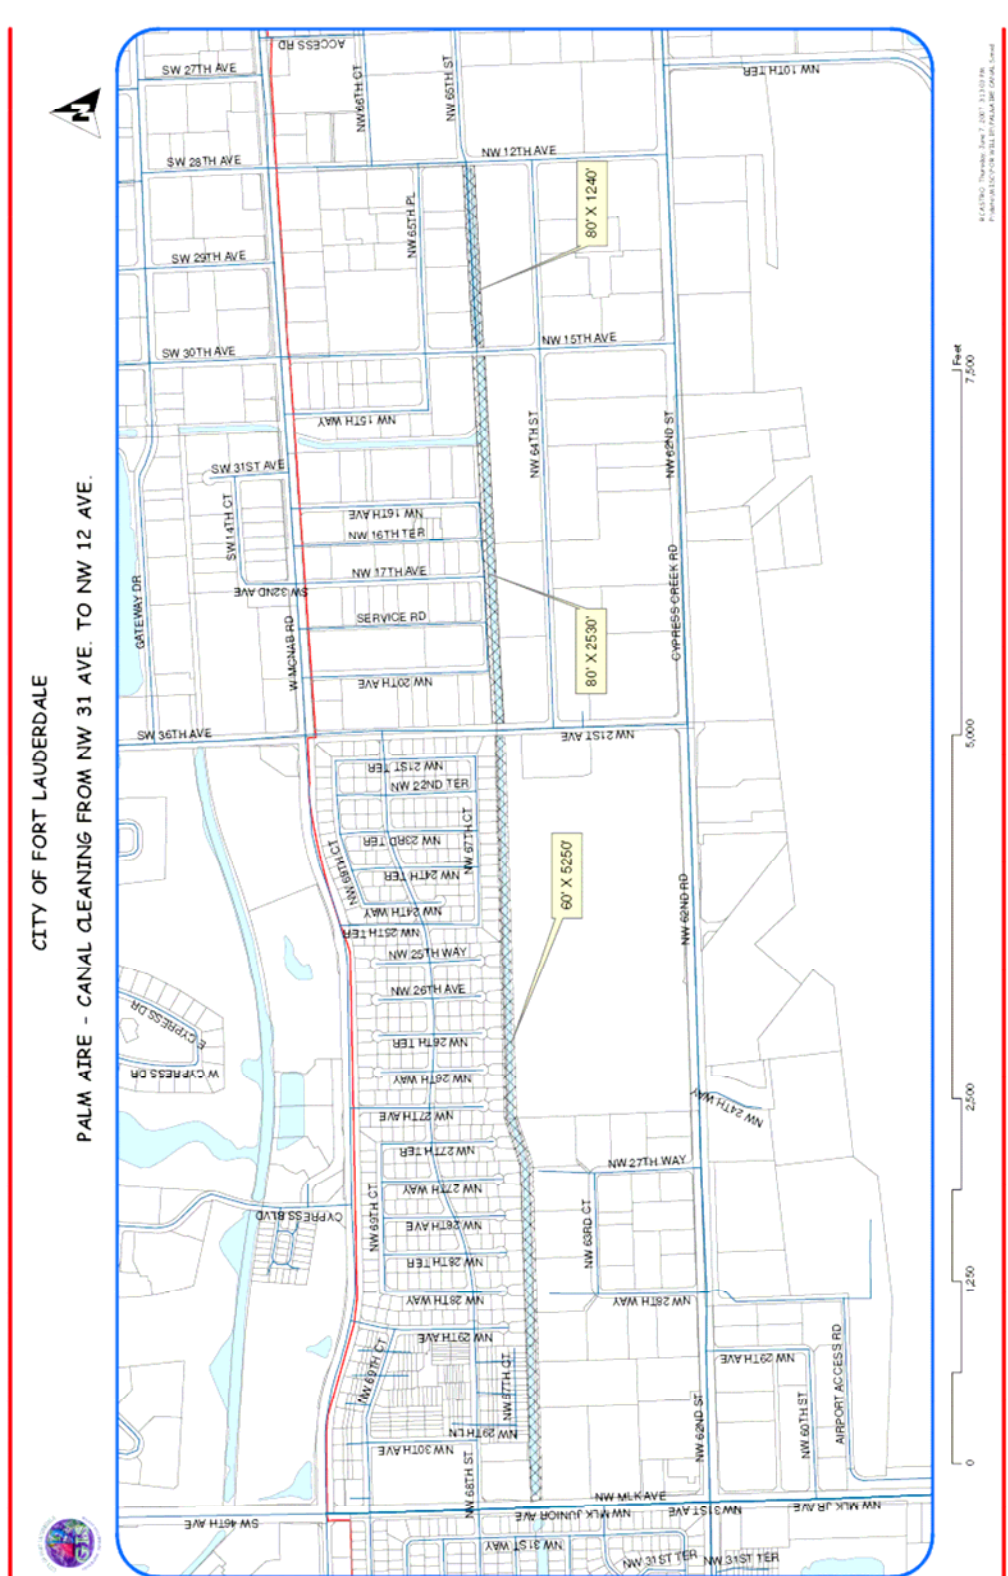 CITY OF FORT LAUDERDALE
PALM AIRE - CANAL CLEANING FROM NW 31 AVE. TO NW 12 AVE.
N
SW 46TH AVE
SW 36TH AVE
SW 30TH AVE
SW 29TH AVE
SW 28TH AVE
SW 27TH AVE
GATEWAY DR
SW 14TH CT
SW 31ST AVE
SW 32ND AVE
W MCNAB RD
ACCESS RD
E CYPRESS DR
W CYPRESS DR
CYPRESS BLVD
NW 66TH CT
NW 65TH ST
NW 65TH PL
NW 12TH AVE
NW 10TH TER
NW 15TH AVE
NW 15TH WAY
NW 16TH AVE
NW 16TH TER
NW 17TH AVE
SERVICE RD
NW 20TH AVE
NW 64TH ST
NW 62ND ST
CYPRESS CREEK RD
NW 21ST AVE
NW 21ST TER
NW 22ND TER
NW 23RD TER
NW 24TH TER
NW 24TH WAY
NW 25TH TER
NW 69TH CT
NW 67TH CT
NW 25TH WAY
NW 26TH AVE
NW 26TH TER
NW 26TH WAY
NW 27TH AVE
NW 27TH TER
NW 27TH WAY
NW 28TH AVE
NW 28TH TER
NW 28TH WAY
NW 29TH AVE
NW 69TH CT
NW 69TH CT
NW 67TH CT
NW 29TH LN
NW 30TH AVE
NW 68TH ST
NW 62ND RD
NW 24TH WAY
NW 27TH WAY
NW 63RD CT
NW 28TH WAY
NW 29TH AVE
NW 60TH ST
AIRPORT ACCESS RD
NW 62ND ST
NW MLK AVE
NW MLK JUNIOR AVE
NW 31ST AVE
NW MLK JR AVE
NW 31ST WAY
NW 31ST TER
NW 31ST TER
80' X 1240'
80' X 2530'
60' X 5250'
0
1,250
2,500
5,000
7,500
Feet